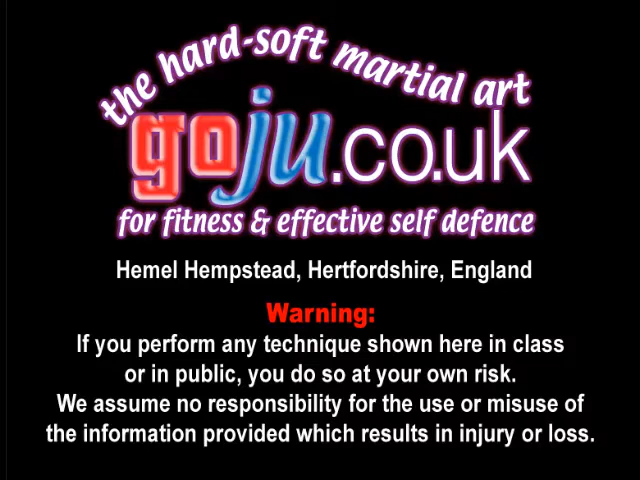 the hard-soft martial art
goju.co.uk
for fitness & effective self defence
Hemel Hempstead, Hertfordshire, England
Warning:
If you perform any technique shown here in class
or in public, you do so at your own risk.
We assume no responsibility for the use or misuse of
the information provided which results in injury or loss.